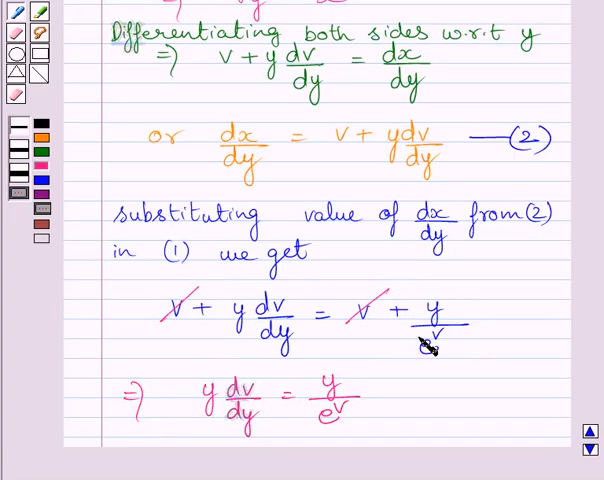 Differentiating both sides w.r.t y
=> v + y dv/dy = dx/dy
or dx/dy = v + y dv/dy —(2)
substituting value of dx/dy from (2)
in (1) we get
v + y dv/dy = v + y/e^v
=> y dv/dy = y/e^v